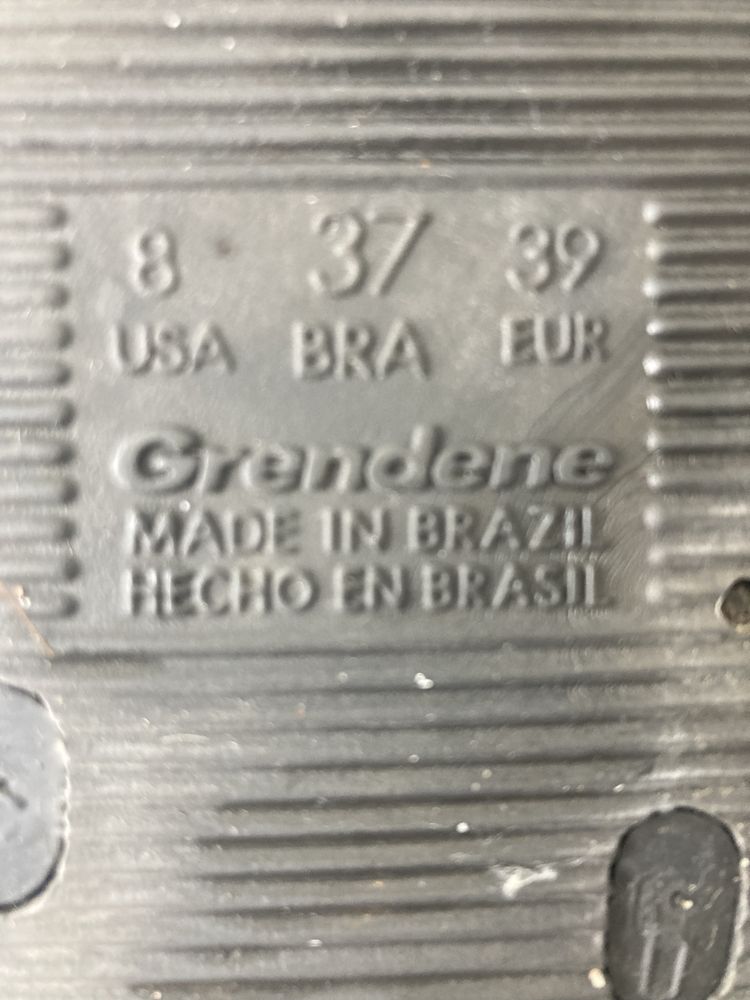 8 37 39
USA BRA EUR
Grendene
MADE IN BRAZIL
HECHO EN BRASIL